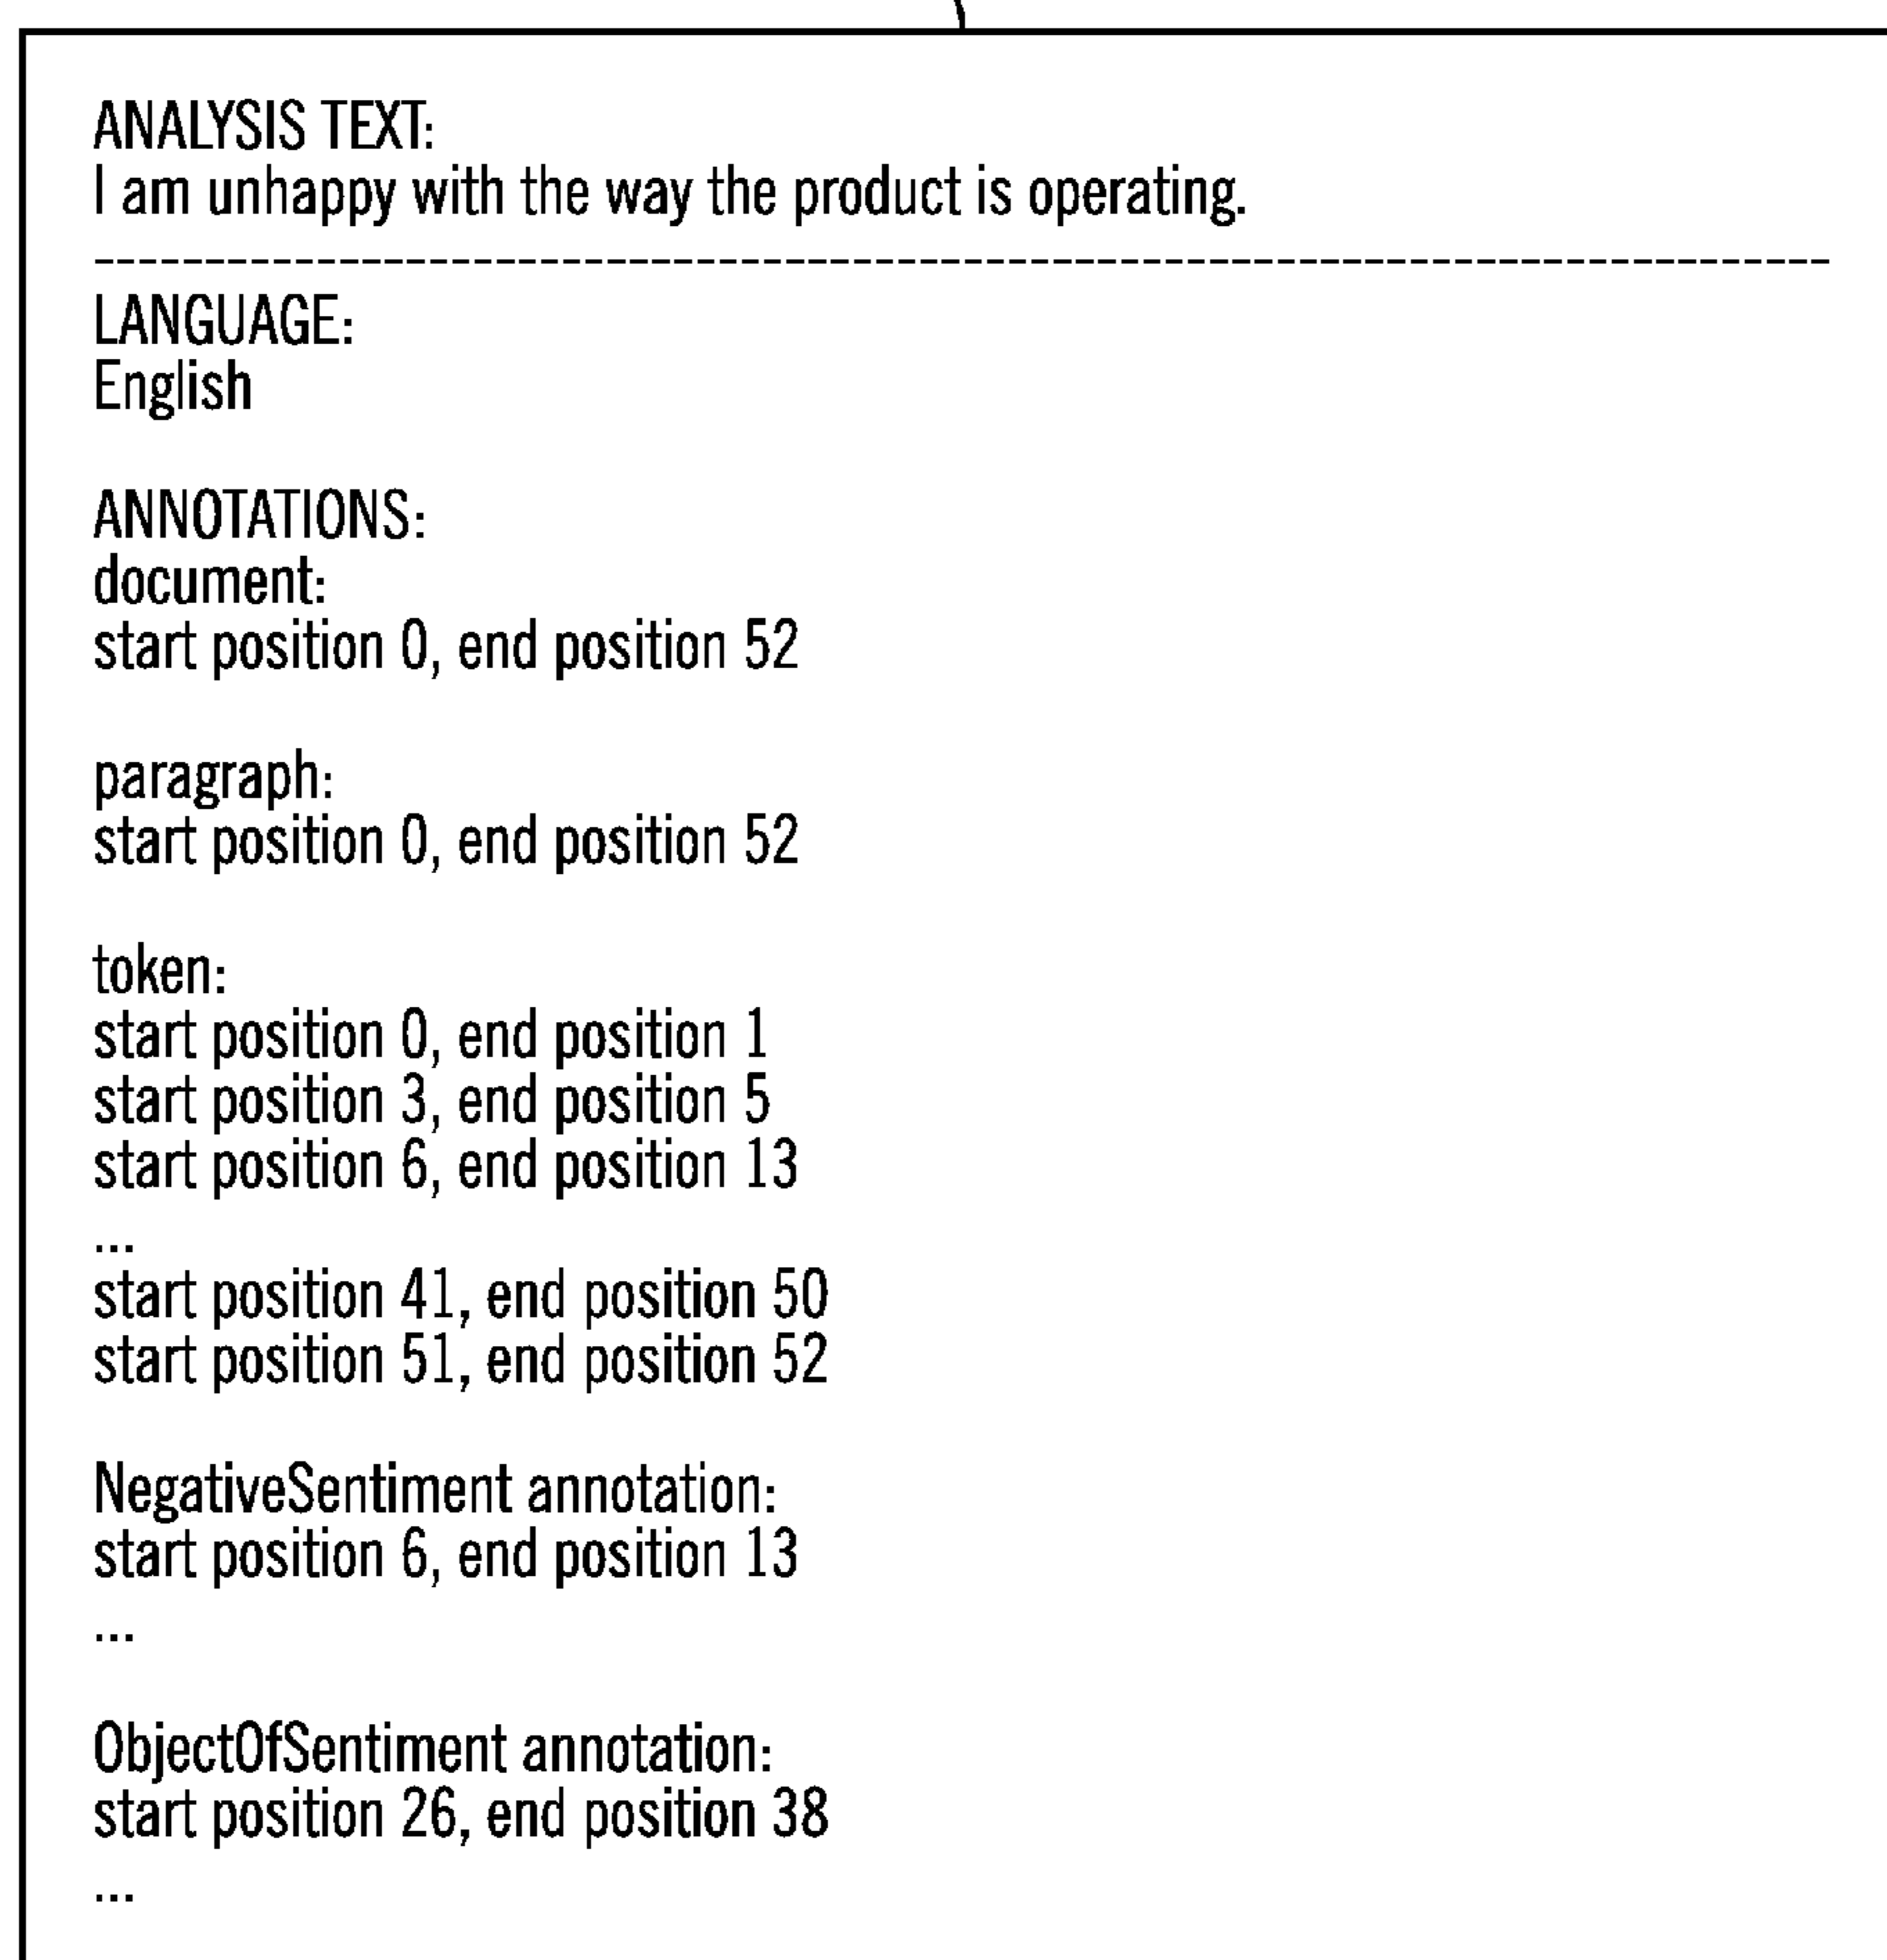 ANALYSIS TEXT:
I am unhappy with the way the product is operating.
--------------------------------------------------------------------------------
LANGUAGE:
English
ANNOTATIONS:
document:
start position 0, end position 52
paragraph:
start position 0, end position 52
token:
start position 0, end position 1
start position 3, end position 5
start position 6, end position 13
...
start position 41, end position 50
start position 51, end position 52
NegativeSentiment annotation:
start position 6, end position 13
...
ObjectOfSentiment annotation:
start position 26, end position 38
...